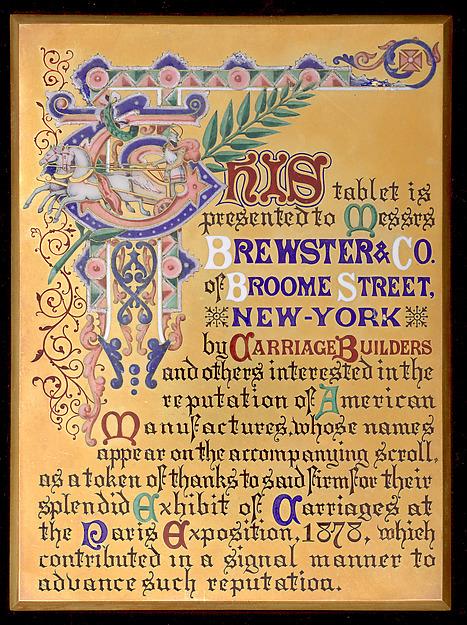 This tablet is
presented to Messrs
BREWSTER & CO.
of BROOME STREET,
NEW-YORK
by CARRIAGE BUILDERS
and others interested in the
reputation of American
Manufactures, whose names
appear on the accompanying scroll,
as a token of thanks to said firm for their
splendid Exhibit of Carriages at
the Paris Exposition, 1878, which
contributed in a signal manner to
advance such reputation.